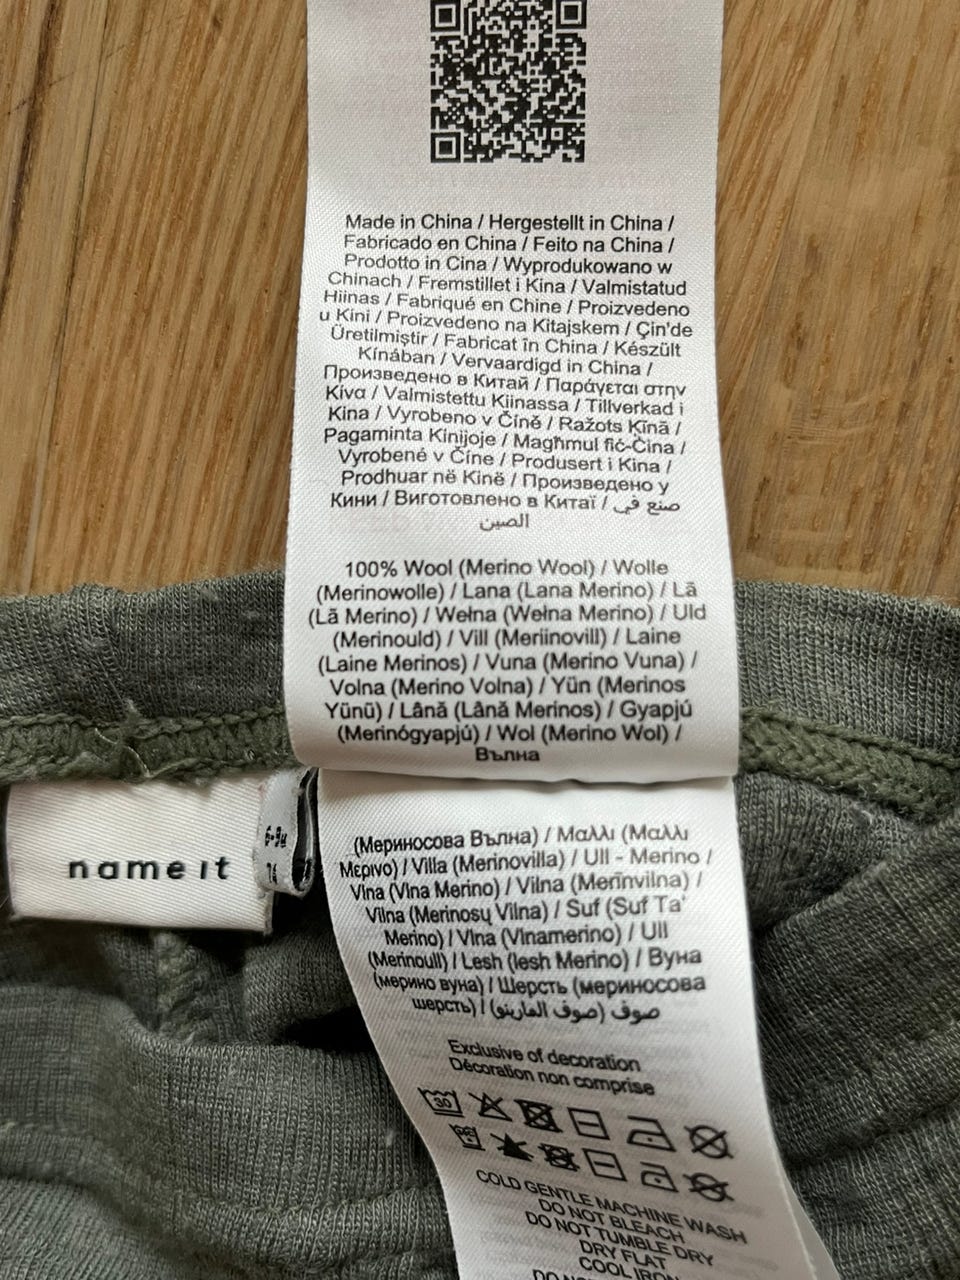 Made in China / Hergestellt in China /
Fabricado en China / Feito na China /
Prodotto in Cina / Wyprodukowano w
Chinach / Fremstillet i Kina / Valmistatud
Hiinas / Fabriqué en Chine / Proizvedeno
u Kini / Proizvedeno na Kitajskem / Çin'de
Üretilmiştir / Fabricat în China / Készült
Kínában / Vervaardigd in China /
Произведено в Китай / Παράγεται στην
Κίνα / Valmistettu Kiinassa / Tillverkad i
Kina / Vyrobeno v Číně / Ražots Ķīnā /
Pagaminta Kinijoje / Magħmul fiċ-Ċina /
Vyrobené v Číne / Produsert i Kina /
Prodhuar në Kinë / Произведено у
Кини / Виготовлено в Китаї / صنع في
الصين
100% Wool (Merino Wool) / Wolle
(Merinowolle) / Lana (Lana Merino) / Lã
(Lã Merino) / Wełna (Wełna Merino) / Uld
(Merinould) / Vill (Meriinovill) / Laine
(Laine Merinos) / Vuna (Merino Vuna) /
Volna (Merino Volna) / Yün (Merinos
Yünü) / Lână (Lână Merinos) / Gyapjú
(Merinógyapjú) / Wol (Merino Wol) /
Вълна
(Мериносова Вълна) / Μαλλι (Μαλλι
Μερινο) / Villa (Merinovilla) / Ull - Merino /
Vlna (Vlna Merino) / Vilna (Merīnvilna) /
Vilna (Merinosų Vilna) / Suf (Suf Ta'
Merino) / Vlna (Vlnamerino) / Ull
(Merinoull) / Lesh (lesh Merino) / Вуна
(мерино вуна) / Шерсть (мериносова
шерсть) / صوف (صوف المارينو)
Exclusive of decoration
Décoration non comprise
30
COLD GENTLE MACHINE WASH
DO NOT BLEACH
DO NOT TUMBLE DRY
DRY FLAT
COOL IRON
name it